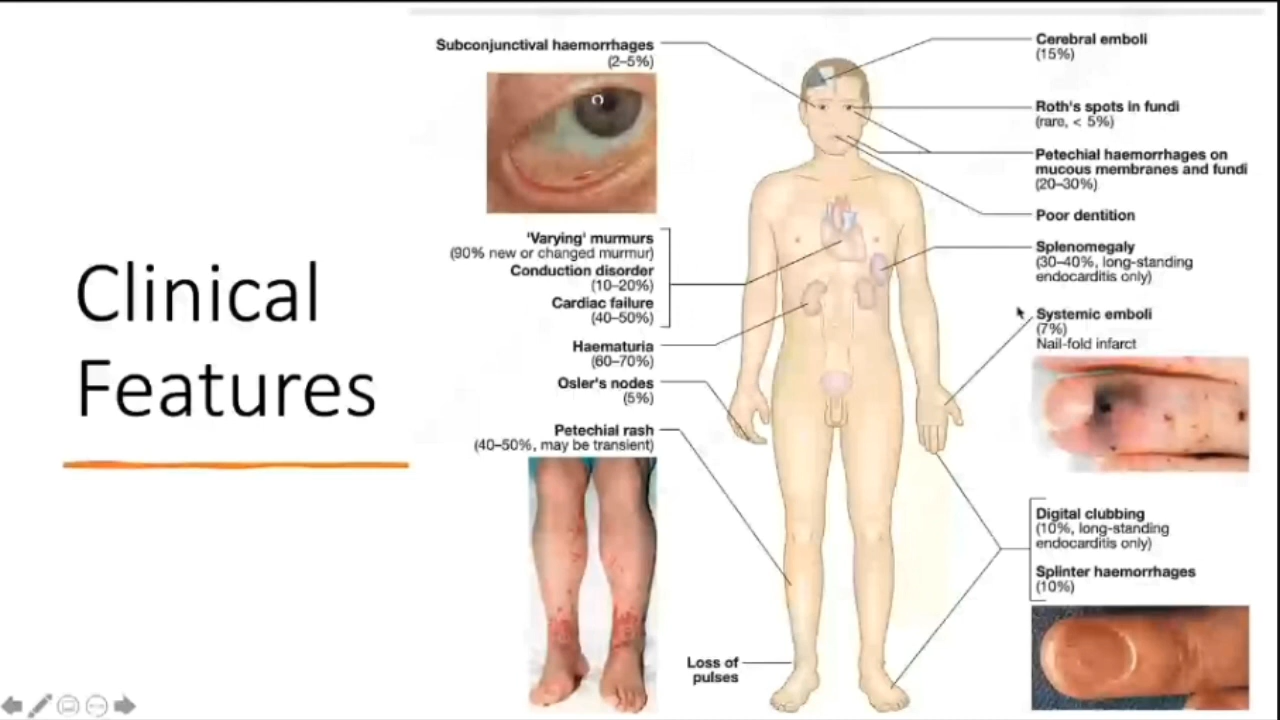 Clinical
Features
Subconjunctival haemorrhages
(2–5%)
'Varying' murmurs
(90% new or changed murmur)
Conduction disorder
(10–20%)
Cardiac failure
(40–50%)
Haematuria
(60–70%)
Osler's nodes
(5%)
Petechial rash
(40–50%, may be transient)
Loss of
pulses
Cerebral emboli
(15%)
Roth's spots in fundi
(rare, < 5%)
Petechial haemorrhages on
mucous membranes and fundi
(20–30%)
Poor dentition
Splenomegaly
(30–40%, long-standing
endocarditis only)
Systemic emboli
(7%)
Nail-fold infarct
Digital clubbing
(10%, long-standing
endocarditis only)
Splinter haemorrhages
(10%)